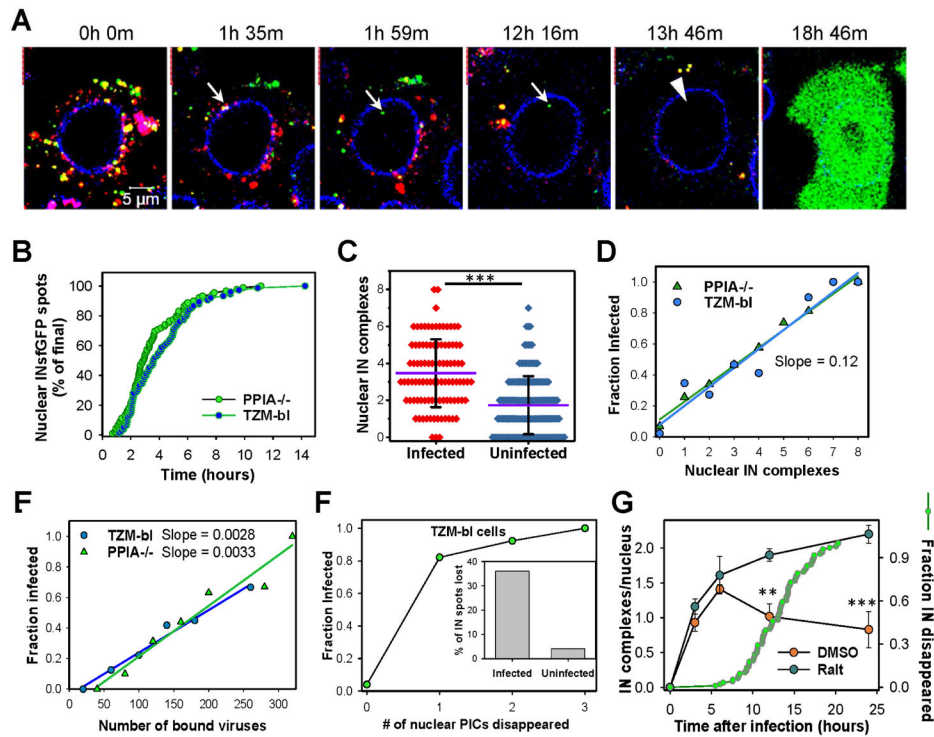 A
0h 0m 1h 35m 1h 59m 12h 16m 13h 46m 18h 46m
5 µm
B
Nuclear INsfGFP spots
(% of final)
100
80
60
40
20
0
PPIA-/-
TZM-bl
0 2 4 6 8 10 12 14
Time (hours)
C
Nuclear IN complexes
***
8
6
4
2
0
Infected Uninfected
D
Fraction Infected
1.2
1.0
0.8
0.6
0.4
0.2
0.0
PPIA-/-
TZM-bl
Slope = 0.12
0 1 2 3 4 5 6 7 8
Nuclear IN complexes
E
Fraction Infected
1.0
0.8
0.6
0.4
0.2
0.0
TZM-bl Slope = 0.0028
PPIA-/- Slope = 0.0033
0 50 100 150 200 250 300
Number of bound viruses
F
Fraction Infected
1.0
0.8
0.6
0.4
0.2
0.0
TZM-bl cells
% of IN spots lost
40
30
20
10
0
Infected Uninfected
0 1 2 3
# of nuclear PICs disappeared
G
IN complexes/nucleus
2.0
1.5
1.0
0.5
0.0
**
***
DMSO
Ralt
0 5 10 15 20 25
Time after infection (hours)
0.9
0.6
0.3
0.0
Fraction IN
disappeared